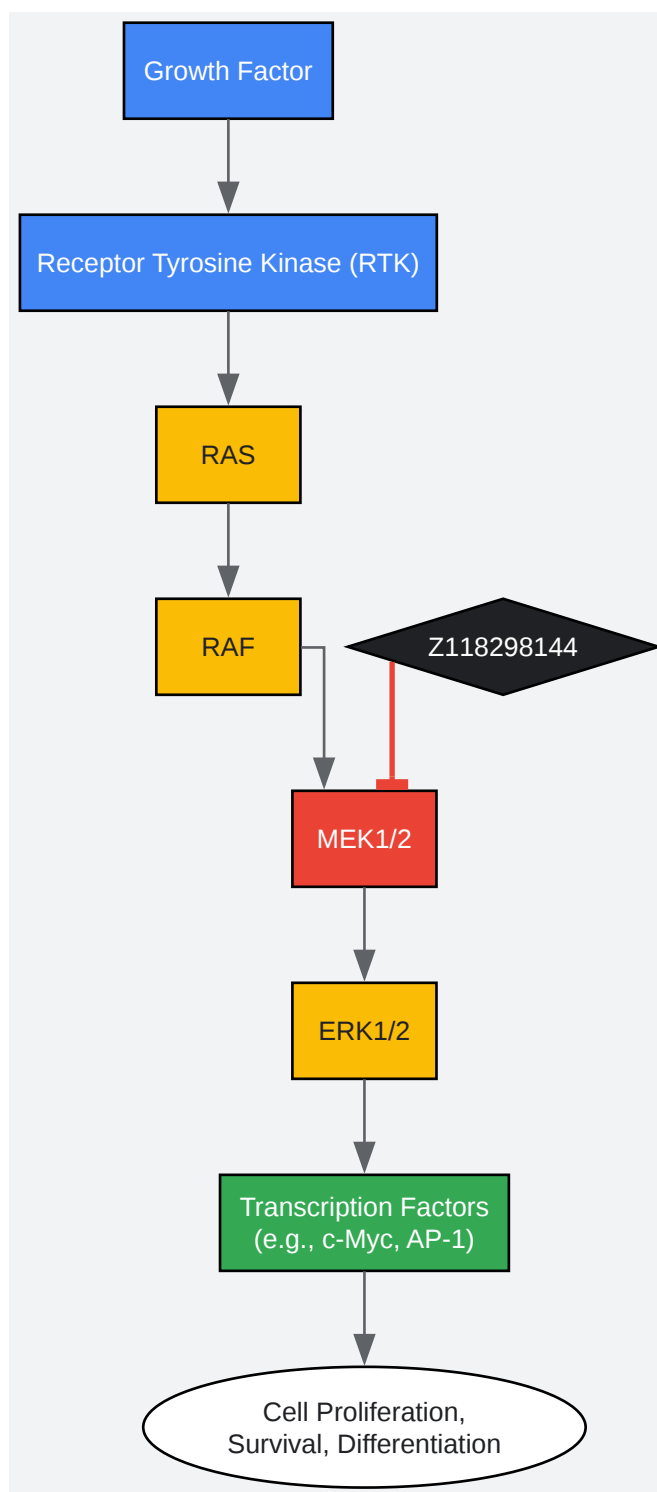 Growth Factor
Receptor Tyrosine Kinase (RTK)
RAS
RAF
Z118298144
MEK1/2
ERK1/2
Transcription Factors
(e.g., c-Myc, AP-1)
Cell Proliferation,
Survival, Differentiation